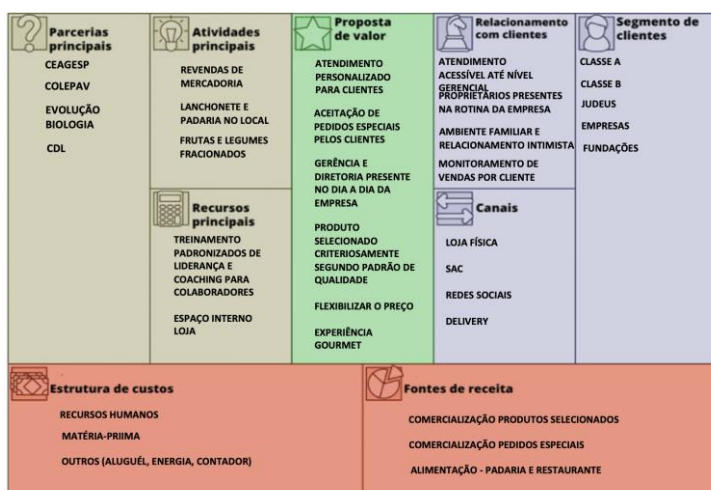 Parcerias
principais
CEAGESP
COLEPAV
EVOLUÇÃO
BIOLOGIA
CDL
Atividades
principais
REVENDAS DE
MERCADORIA
LANCHONETE E
PADARIA NO LOCAL
FRUTAS E LEGUMES
FRACIONADOS
Recursos
principais
TREINAMENTO
PADRONIZADOS DE
LIDERANÇA E
COACHING PARA
COLABORADORES
ESPAÇO INTERNO
LOJA
Proposta
de valor
ATENDIMENTO
PERSONALIZADO
PARA CLIENTES
ACEITAÇÃO DE
PEDIDOS ESPECIAIS
PELOS CLIENTES
GERÊNCIA E
DIRETORIA PRESENTE
NO DIA A DIA DA
EMPRESA
PRODUTO
SELECIONADO
CRITERIOSAMENTE
SEGUNDO PADRÃO DE
QUALIDADE
FLEXIBILIZAR O PREÇO
EXPERIÊNCIA
GOURMET
Relacionamento
com clientes
ATENDIMENTO
ACESSÍVEL ATÉ NÍVEL
GERENCIAL
PROPRIETÁRIOS PRESENTES
NA ROTINA DA EMPRESA
AMBIENTE FAMILIAR E
RELACIONAMENTO INTIMISTA
MONITORAMENTO DE
VENDAS POR CLIENTE
Canais
LOJA FÍSICA
SAC
REDES SOCIAIS
DELIVERY
Segmento de
clientes
CLASSE A
CLASSE B
JUDEUS
EMPRESAS
FUNDAÇÕES
Estrutura de custos
RECURSOS HUMANOS
MATÉRIA-PRIIMA
OUTROS (ALUGUÉL, ENERGIA, CONTADOR)
Fontes de receita
COMERCIALIZAÇÃO PRODUTOS SELECIONADOS
COMERCIALIZAÇÃO PEDIDOS ESPECIAIS
ALIMENTAÇÃO - PADARIA E RESTAURANTE